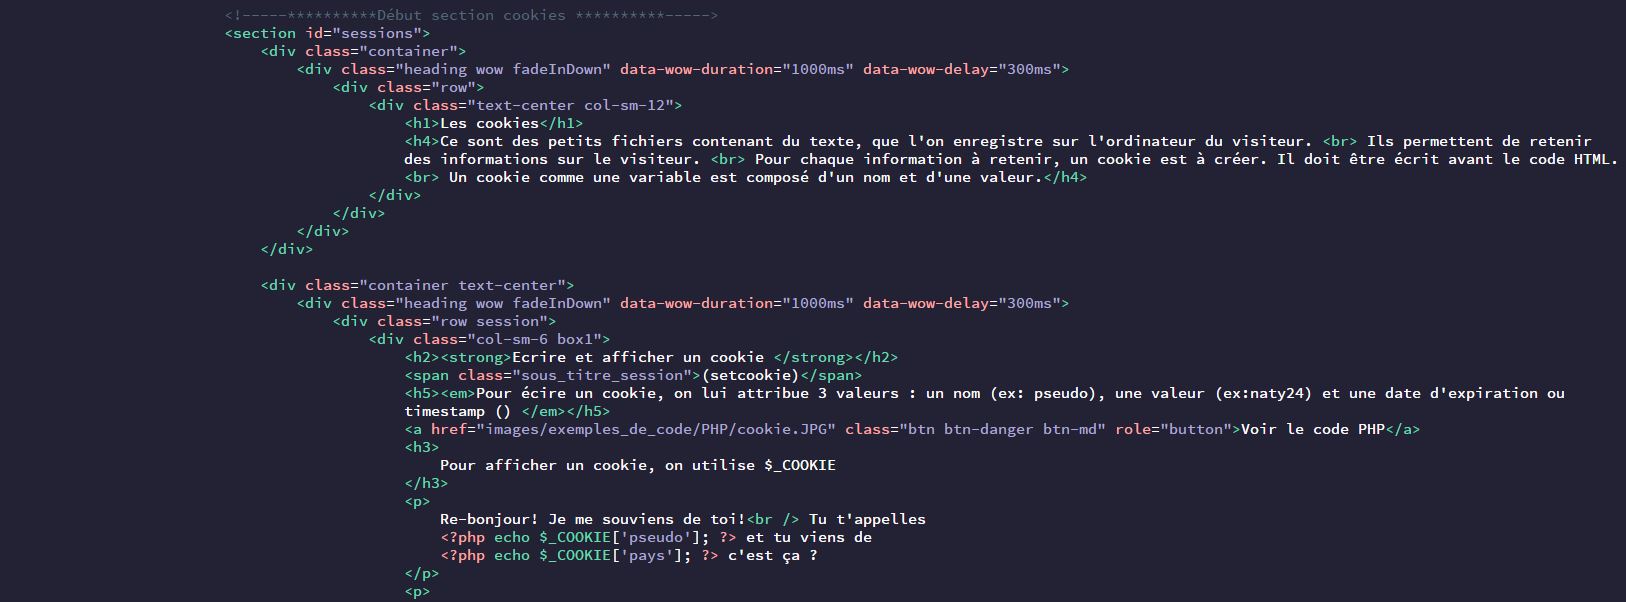 <!-----**********Début section cookies **********----->
<section id="sessions">
<div class="container">
<div class="heading wow fadeInDown" data-wow-duration="1000ms" data-wow-delay="300ms">
<div class="row">
<div class="text-center col-sm-12">
<h1>Les cookies</h1>
<h4>Ce sont des petits fichiers contenant du texte, que l'on enregistre sur l'ordinateur du visiteur. <br> Ils permettent de retenir
des informations sur le visiteur. <br> Pour chaque information à retenir, un cookie est à créer. Il doit être écrit avant le code HTML.
<br> Un cookie comme une variable est composé d'un nom et d'une valeur.</h4>
</div>
</div>
</div>
</div>
<div class="container text-center">
<div class="heading wow fadeInDown" data-wow-duration="1000ms" data-wow-delay="300ms">
<div class="row session">
<div class="col-sm-6 box1">
<h2><strong>Ecrire et afficher un cookie </strong></h2>
<span class="sous_titre_session">(setcookie)</span>
<h5><em>Pour écire un cookie, on lui attribue 3 valeurs : un nom (ex: pseudo), une valeur (ex:naty24) et une date d'expiration ou
timestamp () </em></h5>
<a href="images/exemples_de_code/PHP/cookie.JPG" class="btn btn-danger btn-md" role="button">Voir le code PHP</a>
<h3>
Pour afficher un cookie, on utilise $_COOKIE
</h3>
<p>
Re-bonjour! Je me souviens de toi!<br /> Tu t'appelles
<?php echo $_COOKIE['pseudo']; ?> et tu viens de
<?php echo $_COOKIE['pays']; ?> c'est ça ?
</p>
<p>